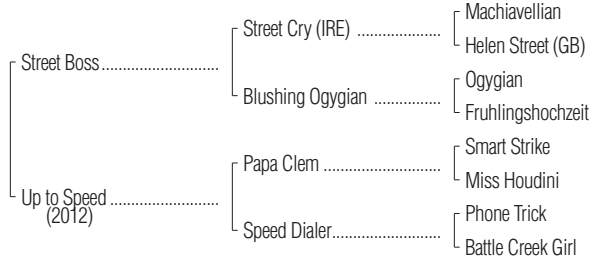 Machiavellian
Street Cry (IRE) ..................
Helen Street (GB)
Street Boss.........................
Ogygian
Blushing Ogygian ..............
Fruhlingshochzeit
Smart Strike
Papa Clem .........................
Miss Houdini
Up to Speed .......................
(2012)
Phone Trick
Speed Dialer.......................
Battle Creek Girl